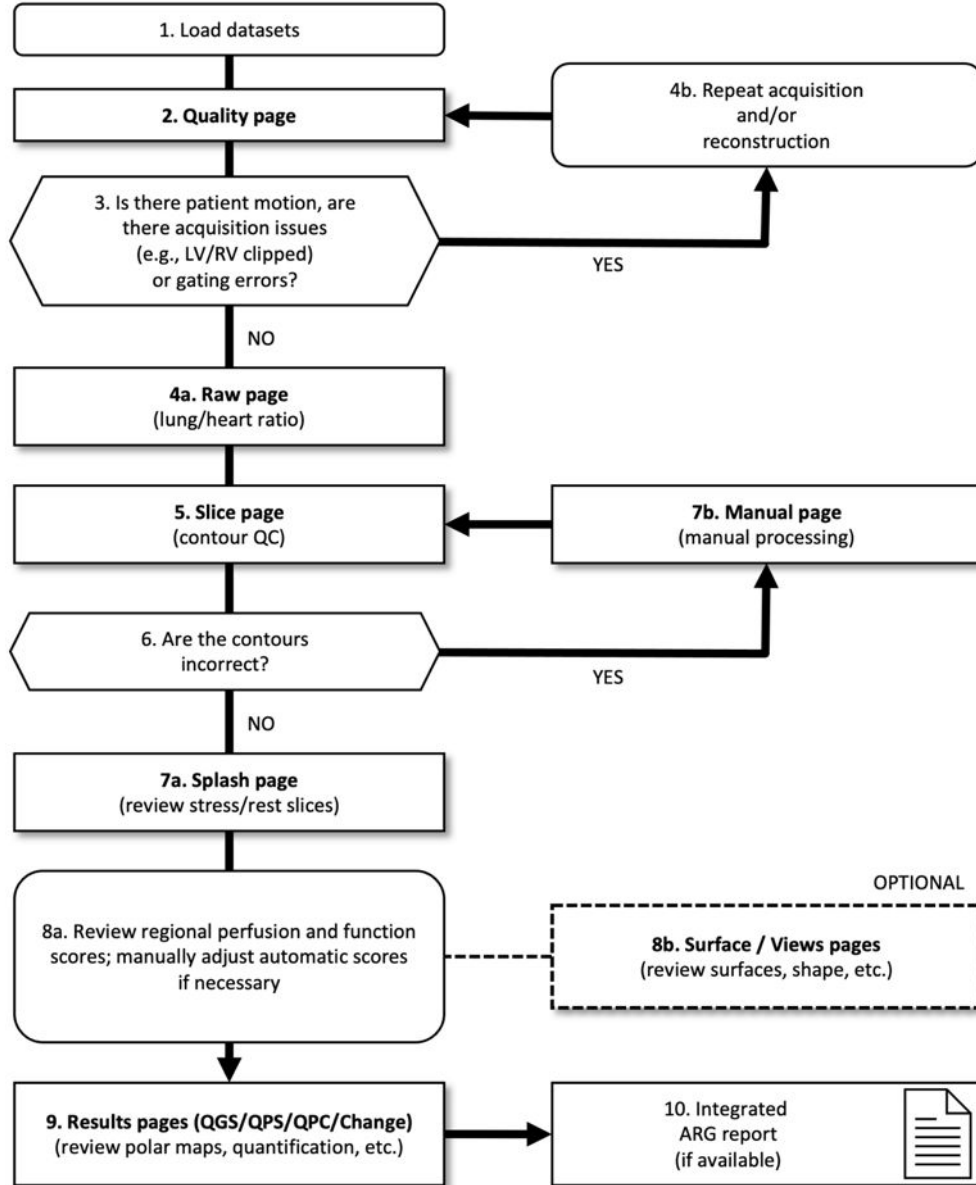 1. Load datasets
2. Quality page
4b. Repeat acquisition
and/or
reconstruction
3. Is there patient motion, are
there acquisition issues
(e.g., LV/RV clipped)
or gating errors?
YES
NO
4a. Raw page
(lung/heart ratio)
5. Slice page
(contour QC)
7b. Manual page
(manual processing)
6. Are the contours
incorrect?
YES
NO
7a. Splash page
(review stress/rest slices)
OPTIONAL
8a. Review regional perfusion and function
scores; manually adjust automatic scores
if necessary
8b. Surface / Views pages
(review surfaces, shape, etc.)
9. Results pages (QGS/QPS/QPC/Change)
(review polar maps, quantification, etc.)
10. Integrated
ARG report
(if available)